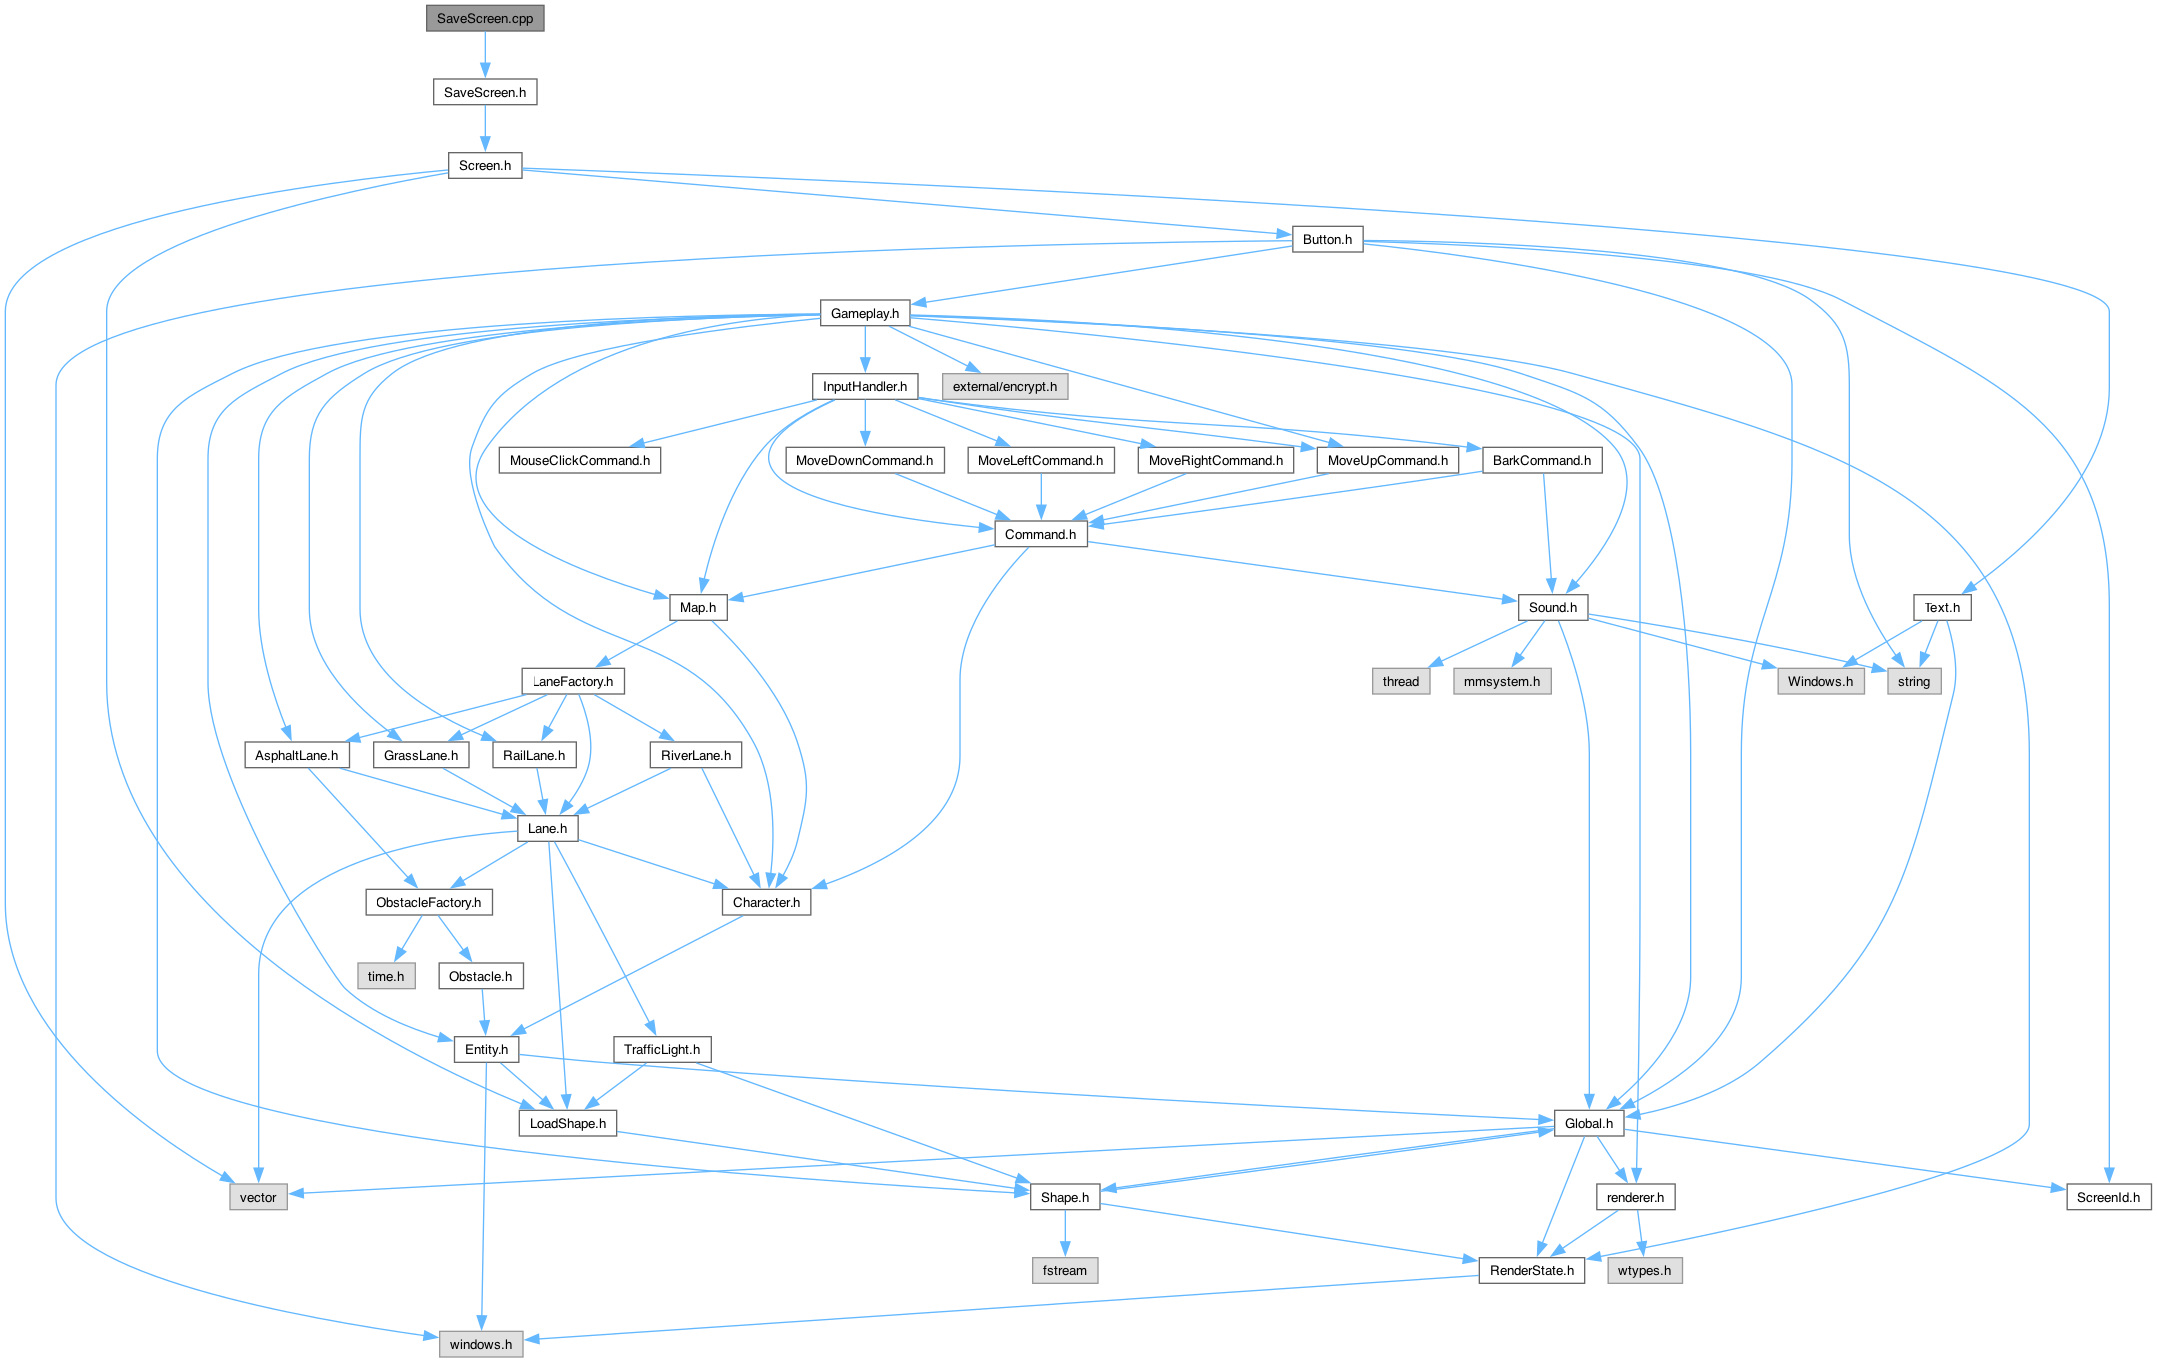 SaveScreen.cpp
SaveScreen.h
Screen.h
Button.h
Gameplay.h
InputHandler.h
external/encrypt.h
MouseClickCommand.h
MoveDownCommand.h
MoveLeftCommand.h
MoveRightCommand.h
MoveUpCommand.h
BarkCommand.h
Command.h
Map.h
Sound.h
Text.h
LaneFactory.h
thread
mmsystem.h
Windows.h
string
AsphaltLane.h
GrassLane.h
RailLane.h
RiverLane.h
Lane.h
ObstacleFactory.h
Character.h
time.h
Obstacle.h
Entity.h
TrafficLight.h
LoadShape.h
Global.h
vector
Shape.h
renderer.h
ScreenId.h
fstream
RenderState.h
wtypes.h
windows.h